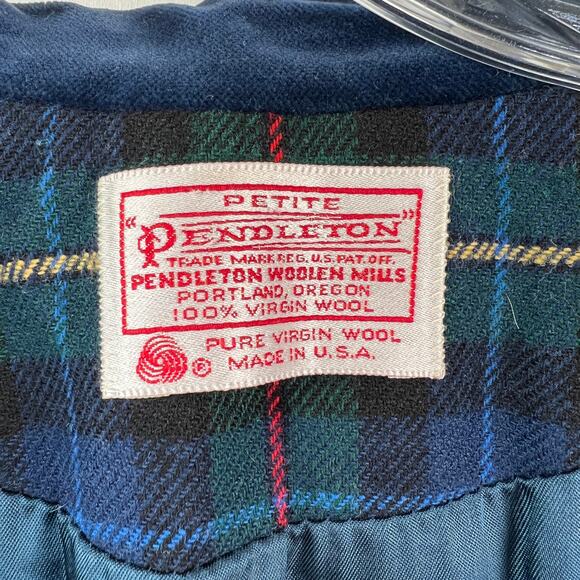 PETITE
"PENDLETON"
TRADE MARK REG. U.S. PAT. OFF.
PENDLETON WOOLEN MILLS
PORTLAND, OREGON
100% VIRGIN WOOL
® PURE VIRGIN WOOL
MADE IN U.S.A.